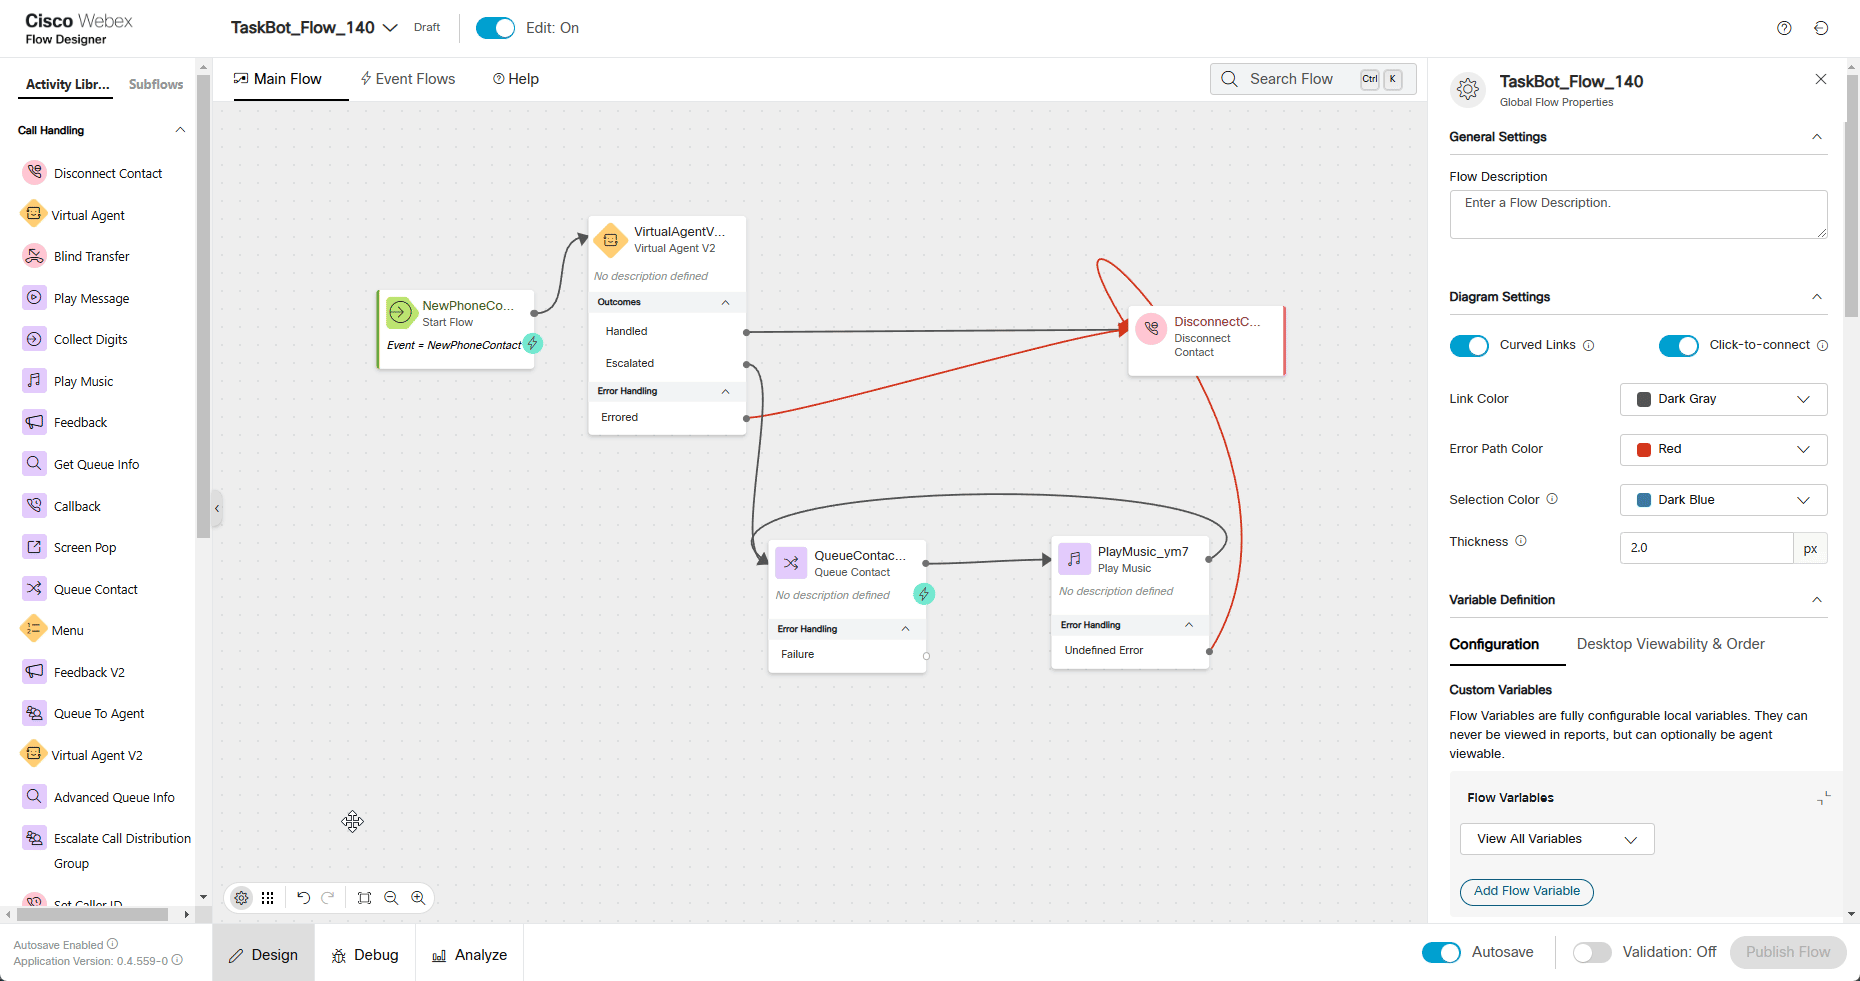 Cisco Webex
Flow Designer
TaskBot_Flow_140
Draft
Edit: On
Activity Libr...
Subflows
Call Handling
Disconnect Contact
Virtual Agent
Blind Transfer
Play Message
Collect Digits
Play Music
Feedback
Get Queue Info
Callback
Screen Pop
Queue Contact
Menu
Feedback V2
Queue To Agent
Virtual Agent V2
Advanced Queue Info
Escalate Call Distribution
Group
Set Caller ID
Autosave Enabled
Application Version: 0.4.559-0
Main Flow
Event Flows
Help
Search Flow
Ctrl
K
NewPhoneCo...
Start Flow
Event = NewPhoneContact
VirtualAgentV...
Virtual Agent V2
No description defined
Outcomes
Handled
Escalated
Error Handling
Errored
DisconnectC...
Disconnect
Contact
QueueContac...
Queue Contact
No description defined
Error Handling
Failure
PlayMusic_ym7
Play Music
No description defined
Error Handling
Undefined Error
Design
Debug
Analyze
TaskBot_Flow_140
Global Flow Properties
General Settings
Flow Description
Enter a Flow Description.
Diagram Settings
Curved Links
Click-to-connect
Link Color
Dark Gray
Error Path Color
Red
Selection Color
Dark Blue
Thickness
2.0
px
Variable Definition
Configuration
Desktop Viewability & Order
Custom Variables
Flow Variables are fully configurable local variables. They can
never be viewed in reports, but can optionally be agent
viewable.
Flow Variables
View All Variables
Add Flow Variable
Autosave
Validation: Off
Publish Flow